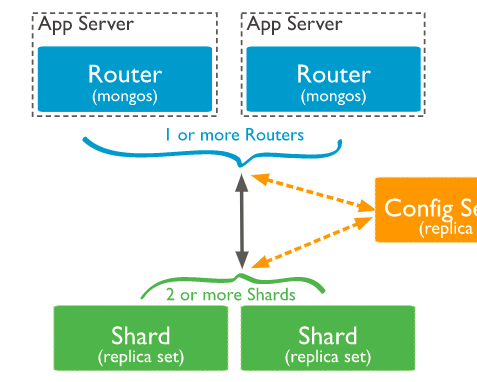 App Server
App Server
Router
(mongos)
Router
(mongos)
1 or more Routers
Config Se
(replica
2 or more Shards
Shard
(replica set)
Shard
(replica set)